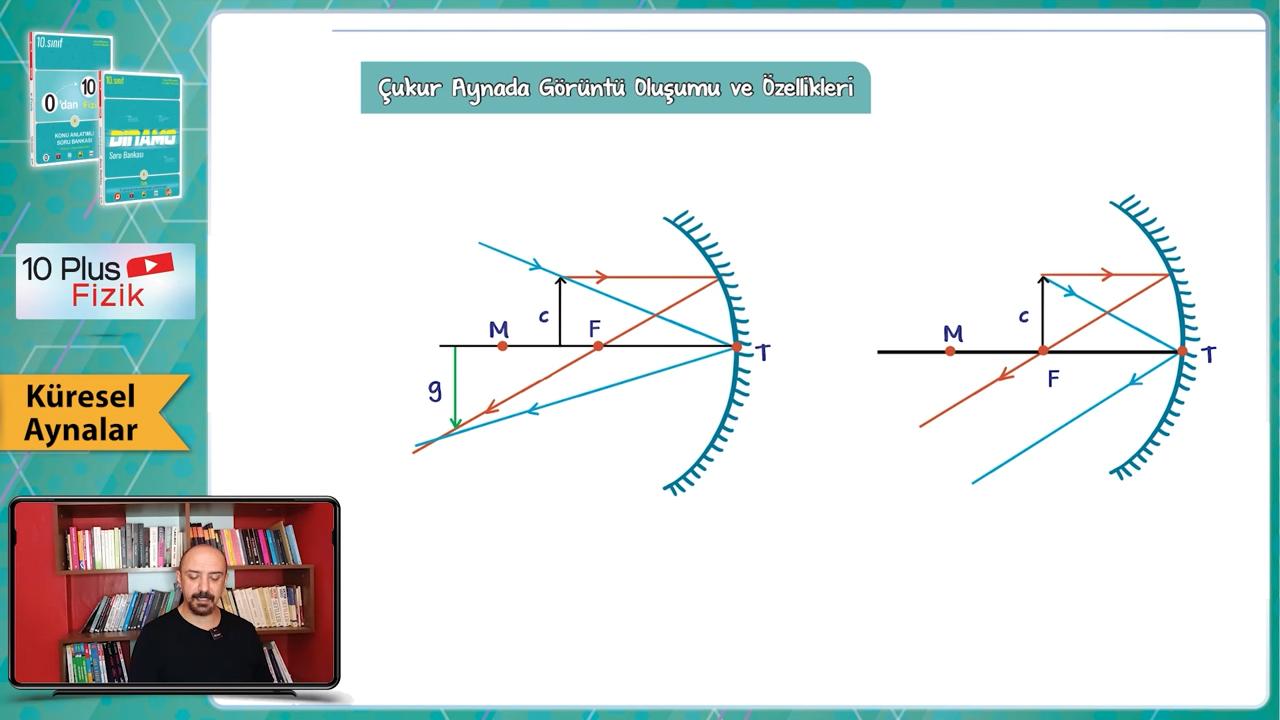 10.sınıf
0'dan 10
Fizik
KONU ANLATIMLI
SORU BANKASI
10.sınıf
DİNAMO
Soru Bankası
10 Plus
Fizik
Küresel
Aynalar
Çukur Aynada Görüntü Oluşumu ve Özellikleri
M
c
F
T
g
M
c
F
T